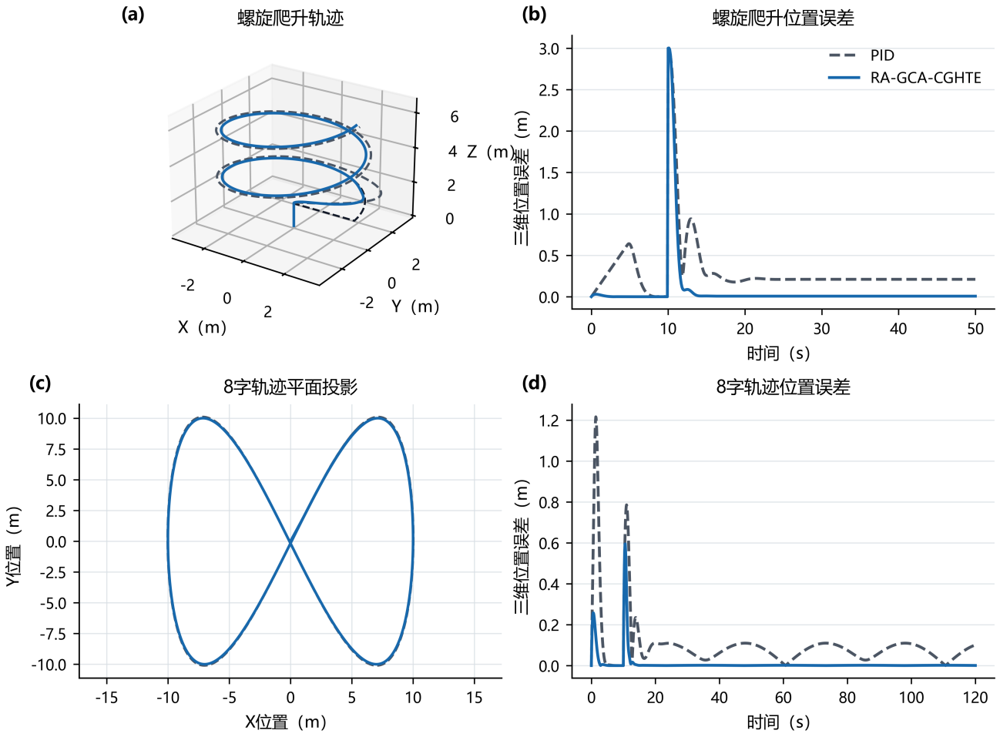 (a)
螺旋爬升轨迹
6
4
Z（m）
2
0
-2
0
2
X（m）
-2
0
2
Y（m）
(b)
螺旋爬升位置误差
PID
RA-GCA-CGHTE
三维位置误差（m）
3.0
2.5
2.0
1.5
1.0
0.5
0.0
0
10
20
30
40
50
时间（s）
(c)
8字轨迹平面投影
Y位置（m）
10.0
7.5
5.0
2.5
0.0
-2.5
-5.0
-7.5
-10.0
-15
-10
-5
0
5
10
15
X位置（m）
(d)
8字轨迹位置误差
三维位置误差（m）
1.2
1.0
0.8
0.6
0.4
0.2
0.0
0
20
40
60
80
100
120
时间（s）